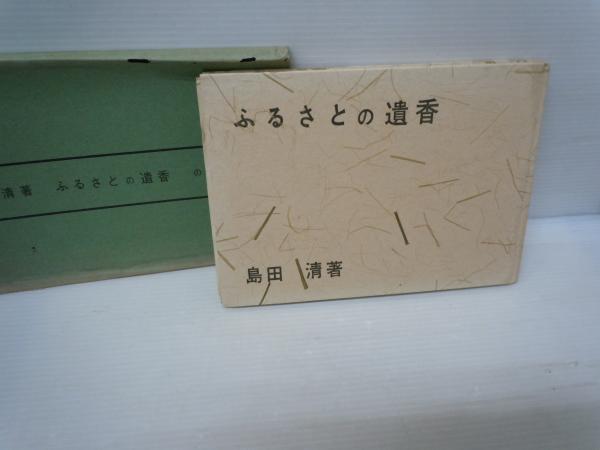 ふるさとの遺香
島田 清著
清著 ふるさとの遺香 の